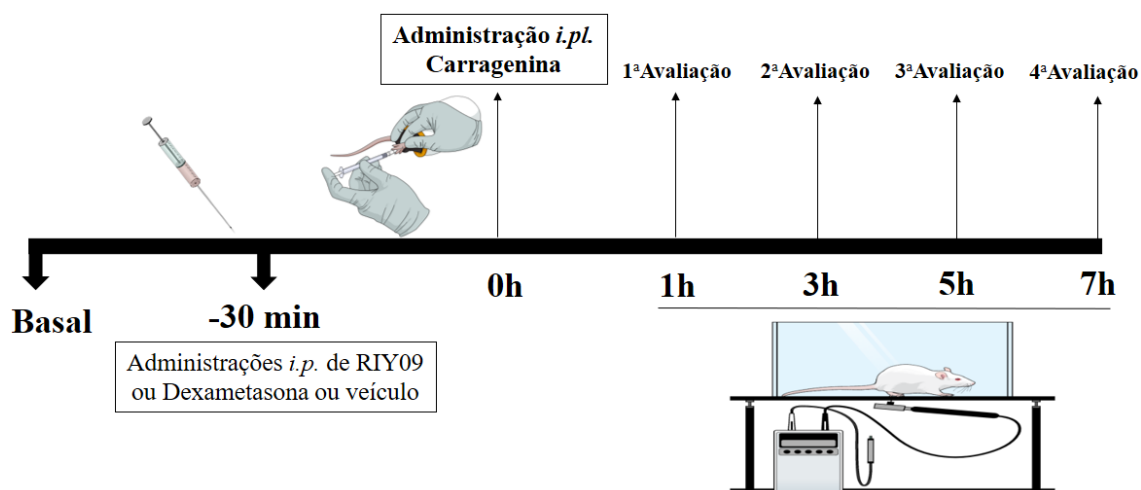 Administração i.pl.
Carragenina
1ªAvaliação
2ªAvaliação
3ªAvaliação
4ªAvaliação
Basal
-30 min
0h
1h
3h
5h
7h
Administrações i.p. de RIY09
ou Dexametasona ou veículo